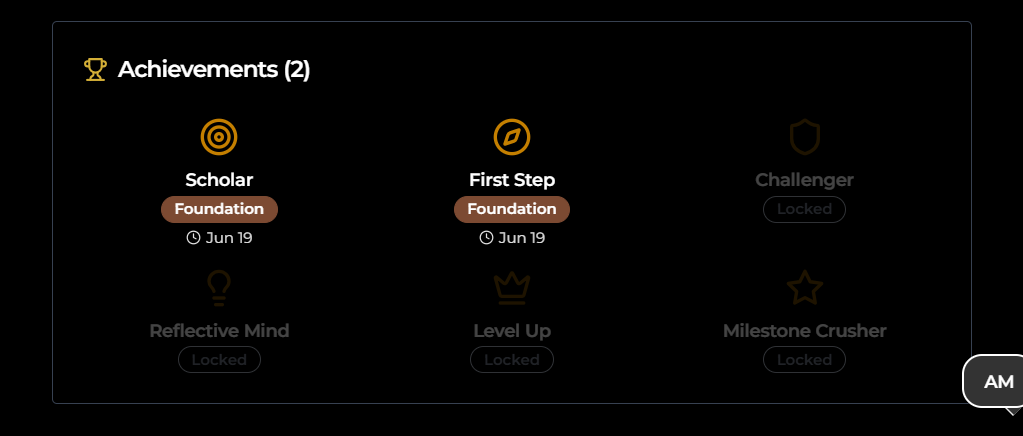 Achievements (2)
Scholar
First Step
Challenger
Foundation
Foundation
Locked
Jun 19
Jun 19
Reflective Mind
Level Up
Milestone Crusher
Locked
Locked
Locked
AM